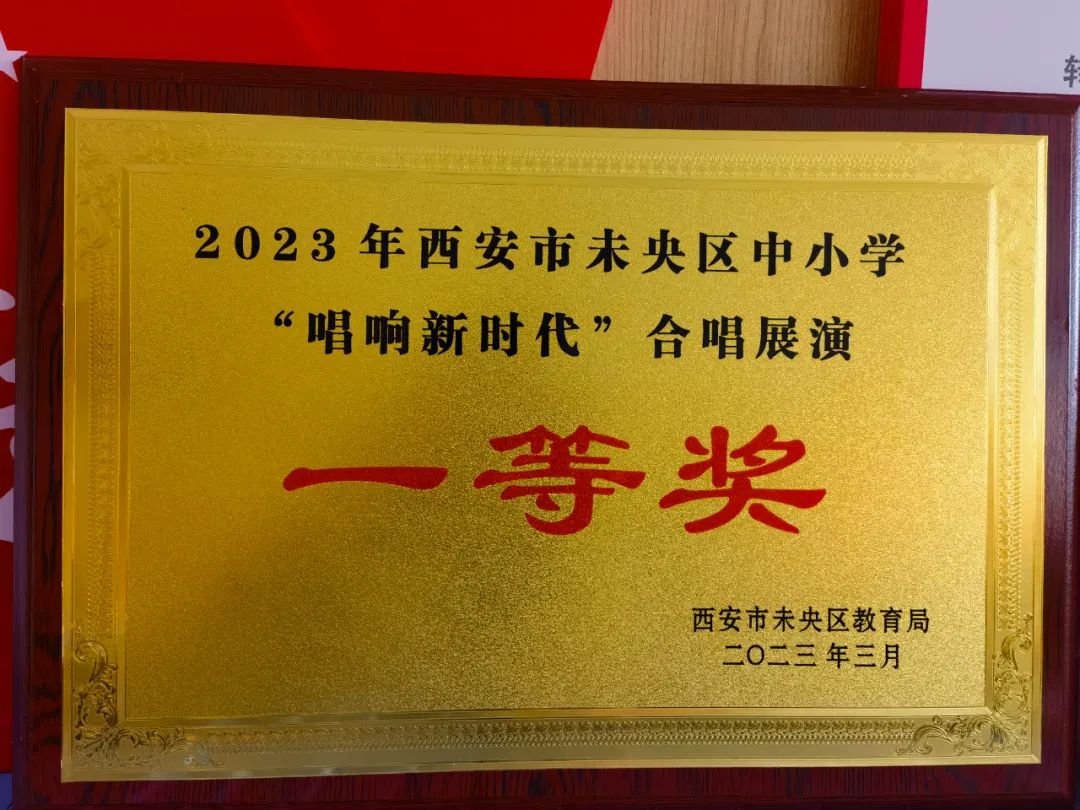 2023年西安市未央区中小学
“唱响新时代”合唱展演
一等奖
西安市未央区教育局
二〇二三年三月